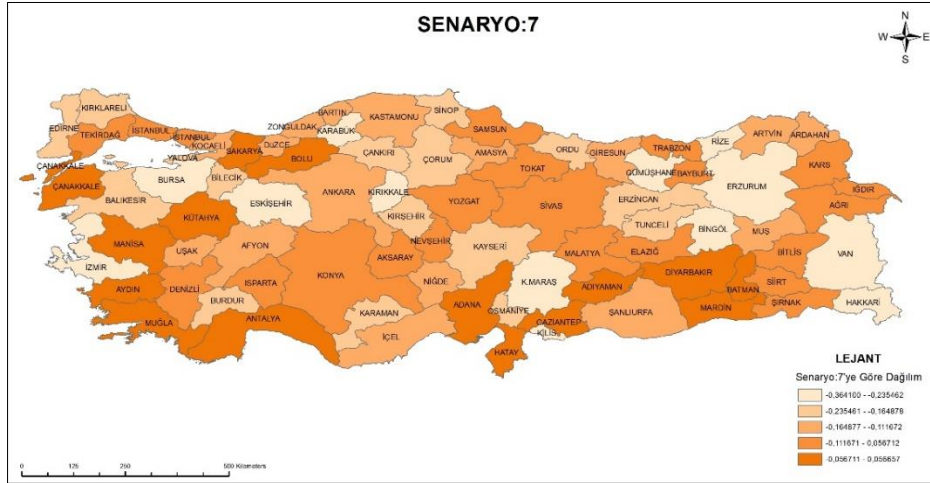 SENARYO:7
N
W E
S
KIRKLARELİ
EDİRNE
TEKİRDAĞ
İSTANBUL
İSTANBUL
KOCAELİ
YALOVA
SAKARYA
DÜZCE
ZONGULDAK
BARTIN
KARABÜK
KASTAMONU
SİNOP
SAMSUN
BOLU
ÇANKIRI
ÇORUM
AMASYA
ORDU
GİRESUN
TRABZON
RİZE
ARTVİN
ARDAHAN
ÇANAKKALE
ÇANAKKALE
BALIKESİR
BURSA
BİLECİK
ESKİŞEHİR
ANKARA
KIRIKKALE
TOKAT
GÜMÜŞHANE
BAYBURT
ERZURUM
KARS
IĞDIR
AĞRI
KÜTAHYA
KIRŞEHİR
YOZGAT
SİVAS
ERZİNCAN
TUNCELİ
BİNGÖL
MUŞ
MANİSA
UŞAK
AFYON
NEVŞEHİR
KAYSERİ
MALATYA
ELAZIĞ
BİTLİS
VAN
İZMİR
AYDIN
DENİZLİ
ISPARTA
BURDUR
KONYA
AKSARAY
NİĞDE
K.MARAŞ
ADIYAMAN
DİYARBAKIR
BATMAN
SİİRT
ŞIRNAK
HAKKARİ
MUĞLA
ANTALYA
KARAMAN
İÇEL
ADANA
OSMANİYE
GAZİANTEP
KİLİS
HATAY
ŞANLIURFA
MARDİN
LEJANT
Senaryo:7'ye Göre Dağılım
-0,364100 - -0,235462
-0,235461 - -0,164878
-0,164877 - -0,111672
-0,111671 - 0,056712
-0,056711 - 0,056657
0 125 250 500 Kilometers